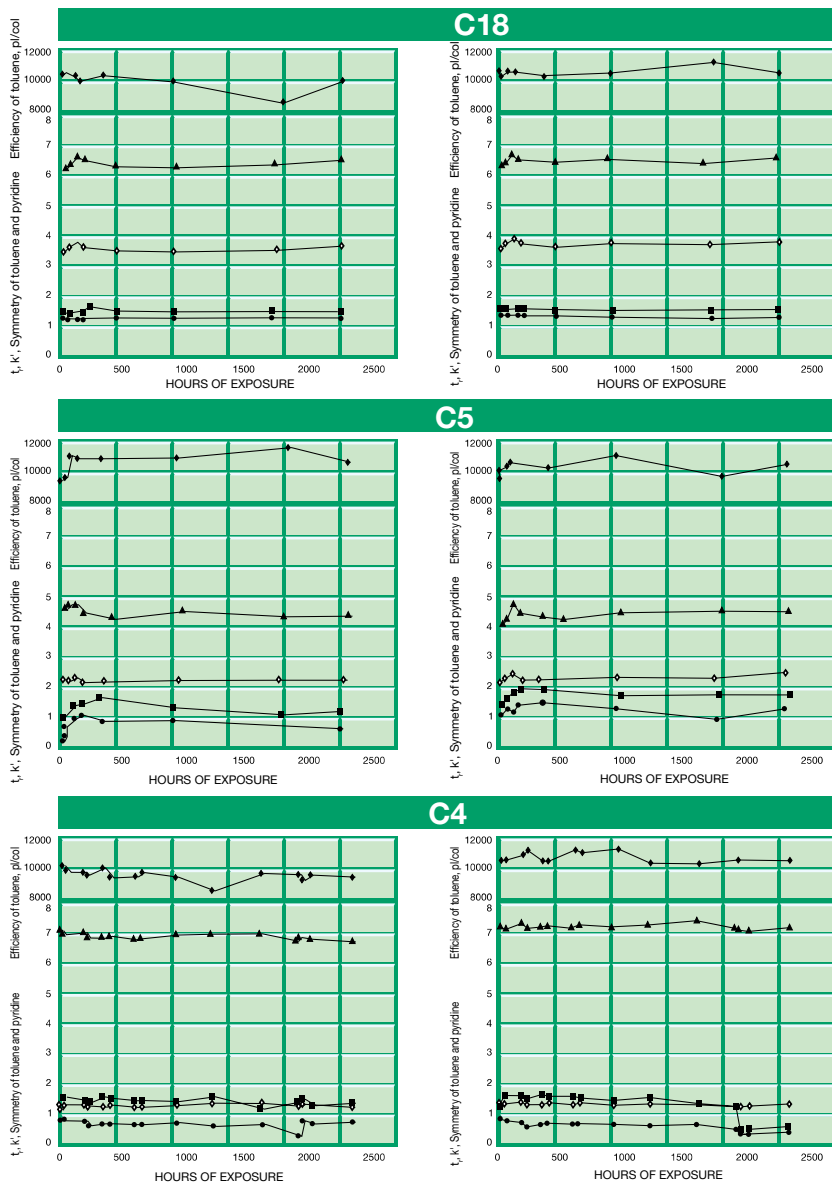 C18
Efficiency of toluene, pl/col
12000
10000
8000
tr, k', Symmetry of toluene and pyridine
8
7
6
5
4
3
2
1
0
0 500 1000 1500 2000 2500
HOURS OF EXPOSURE
Efficiency of toluene, pl/col
12000
10000
8000
tr, k', Symmetry of toluene and pyridine
8
7
6
5
4
3
2
1
0
0 500 1000 1500 2000 2500
HOURS OF EXPOSURE
C5
Efficiency of toluene, pl/col
12000
10000
8000
tr, k', Symmetry of toluene and pyridine
8
7
6
5
4
3
2
1
0
0 500 1000 1500 2000 2500
HOURS OF EXPOSURE
Efficiency of toluene, pl/col
12000
10000
8000
tr, k', Symmetry of toluene and pyridine
8
7
6
5
4
3
2
1
0
0 500 1000 1500 2000 2500
HOURS OF EXPOSURE
C4
Efficiency of toluene, pl/col
12000
10000
8000
tr, k', Symmetry of toluene and pyridine
8
7
6
5
4
3
2
1
0
0 500 1000 1500 2000 2500
HOURS OF EXPOSURE
Efficiency of toluene, pl/col
12000
10000
8000
tr, k', Symmetry of toluene and pyridine
8
7
6
5
4
3
2
1
0
0 500 1000 1500 2000 2500
HOURS OF EXPOSURE